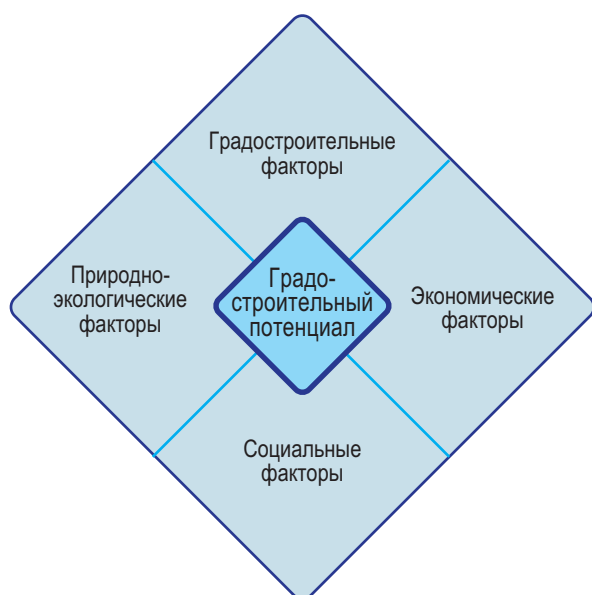 Градостроительные
факторы
Природно-
экологические
факторы
Градо-
строительный
потенциал
Экономические
факторы
Социальные
факторы